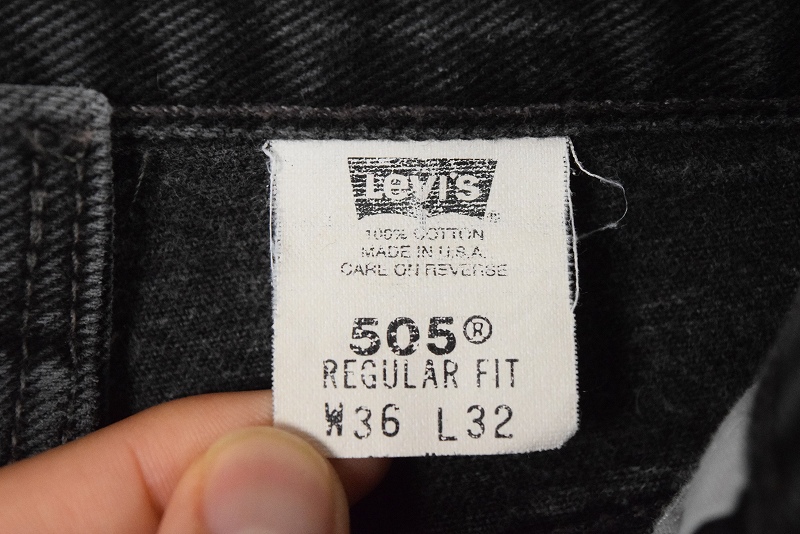 Levi's ®
100% COTTON
MADE IN U.S.A.
CARE ON REVERSE
505®
REGULAR FIT
W36 L32